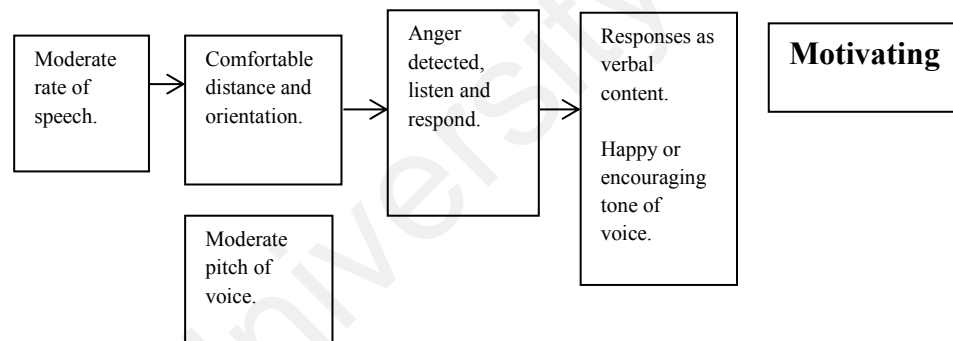 Moderate
rate of
speech.
Comfortable
distance and
orientation.
Moderate
pitch of
voice.
Anger
detected,
listen and
respond.
Responses as
verbal
content.
Happy or
encouraging
tone of
voice.
Motivating
University